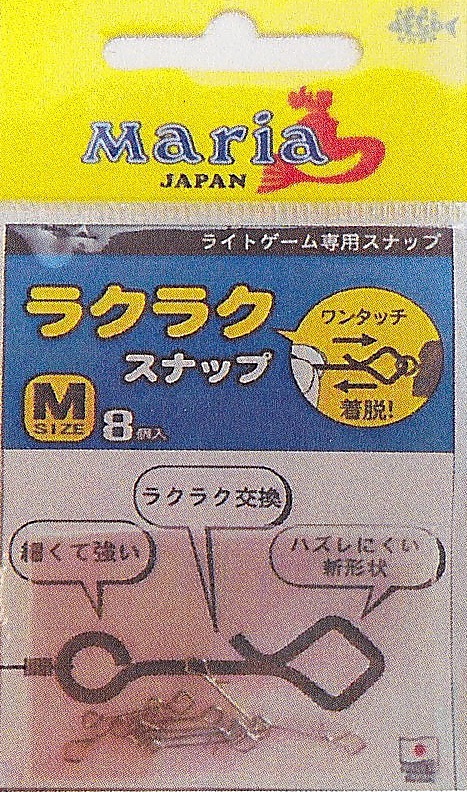 Maria
JAPAN
ライトゲーム専用スナップ
ラクラク
スナップ
ワンタッチ
着脱!
M
SIZE
8個入
ラクラク交換
細くて強い
ハズレにくい
新形状